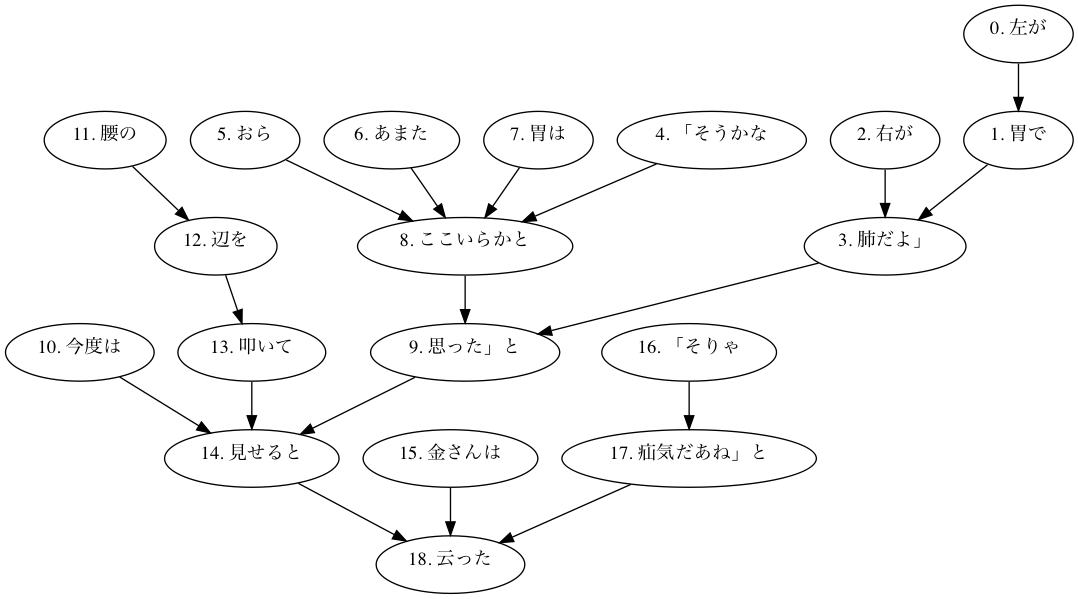 0. 左が
11. 腰の
5. おら
6. あまた
7. 胃は
4. 「そうかな
2. 右が
1. 胃で
12. 辺を
8. ここいらかと
3. 肺だよ」
10. 今度は
13. 叩いて
9. 思った」と
16. 「そりゃ
14. 見せると
15. 金さんは
17. 疝気だあね」と
18. 云った